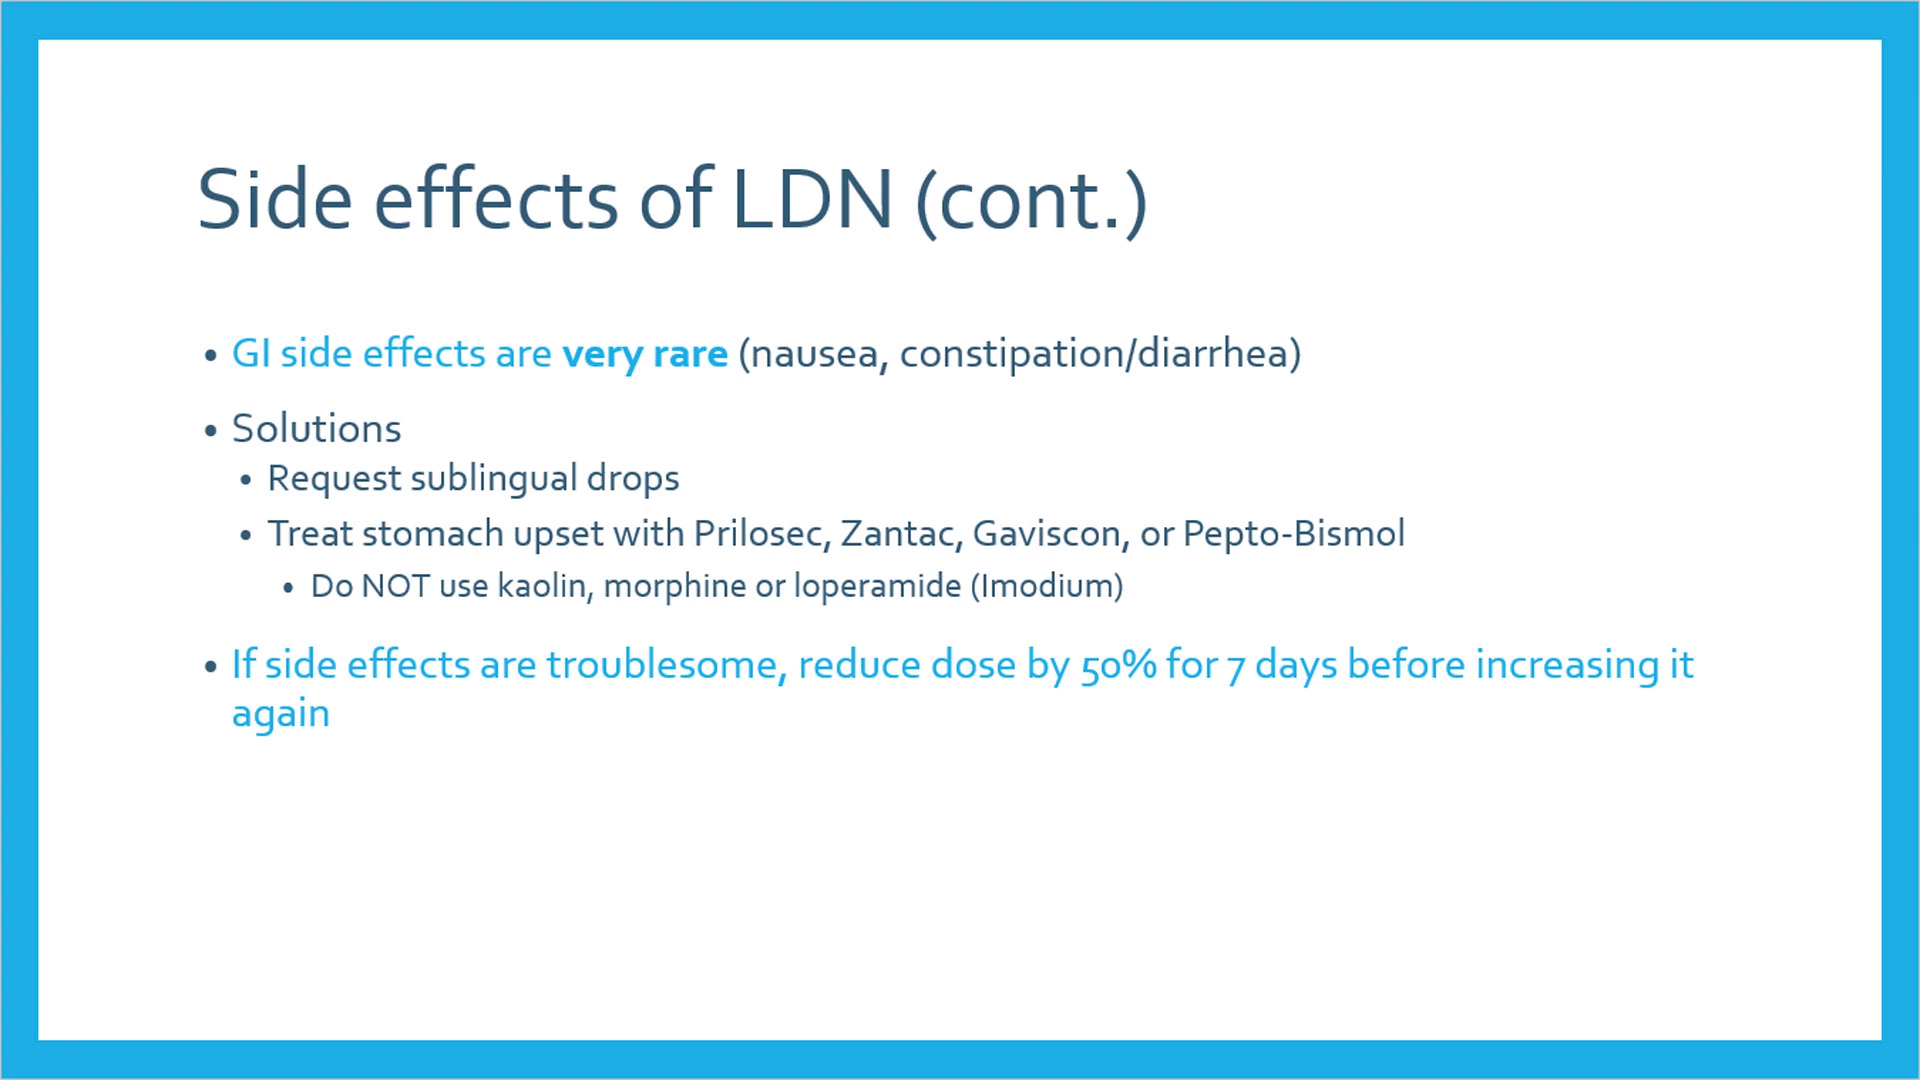 Side effects of LDN (cont.)
• GI side effects are very rare (nausea, constipation/diarrhea)
• Solutions
• Request sublingual drops
• Treat stomach upset with Prilosec, Zantac, Gaviscon, or Pepto-Bismol
• Do NOT use kaolin, morphine or loperamide (Imodium)
• If side effects are troublesome, reduce dose by 50% for 7 days before increasing it
again